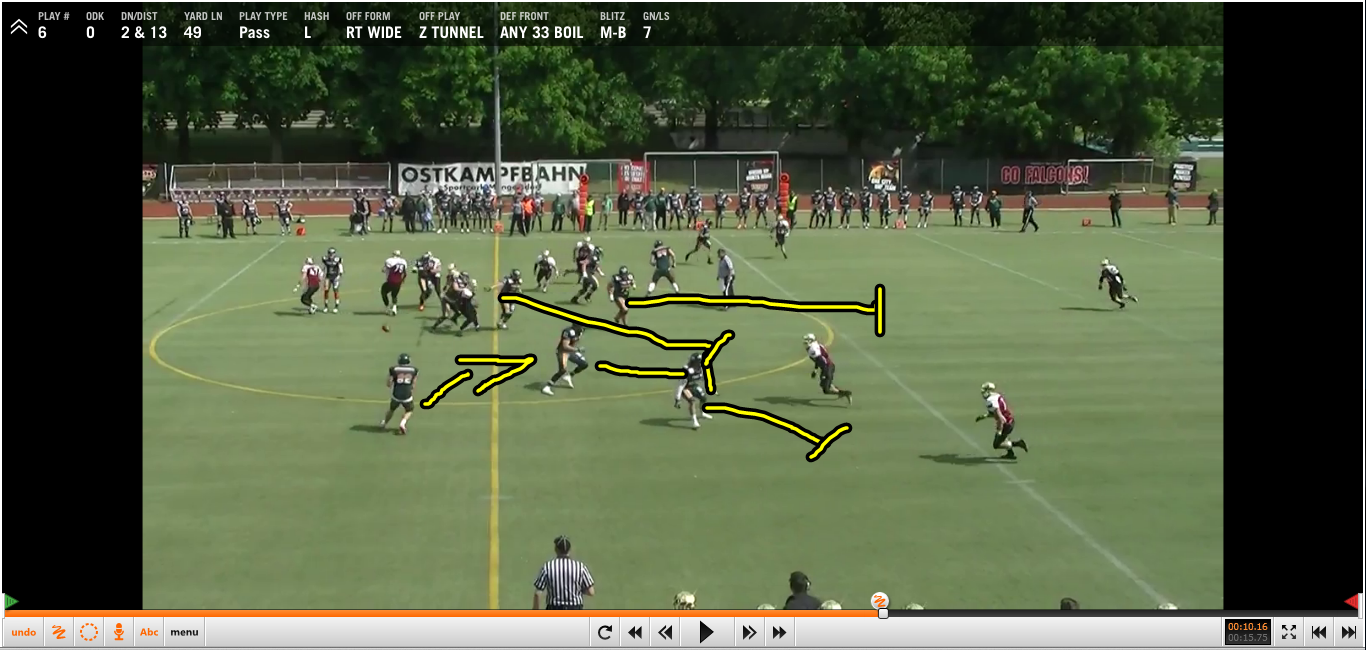 PLAY # ODK DN/DIST YARD LN PLAY TYPE HASH OFF FORM OFF PLAY DEF FRONT BLITZ GN/LS
6 0 2 & 13 49 Pass L RT WIDE Z TUNNEL ANY 33 BOIL M-B 7
OSTKAMPFBAHN
GO FALCONS!
undo Abc menu
00:10.16
00:15.75